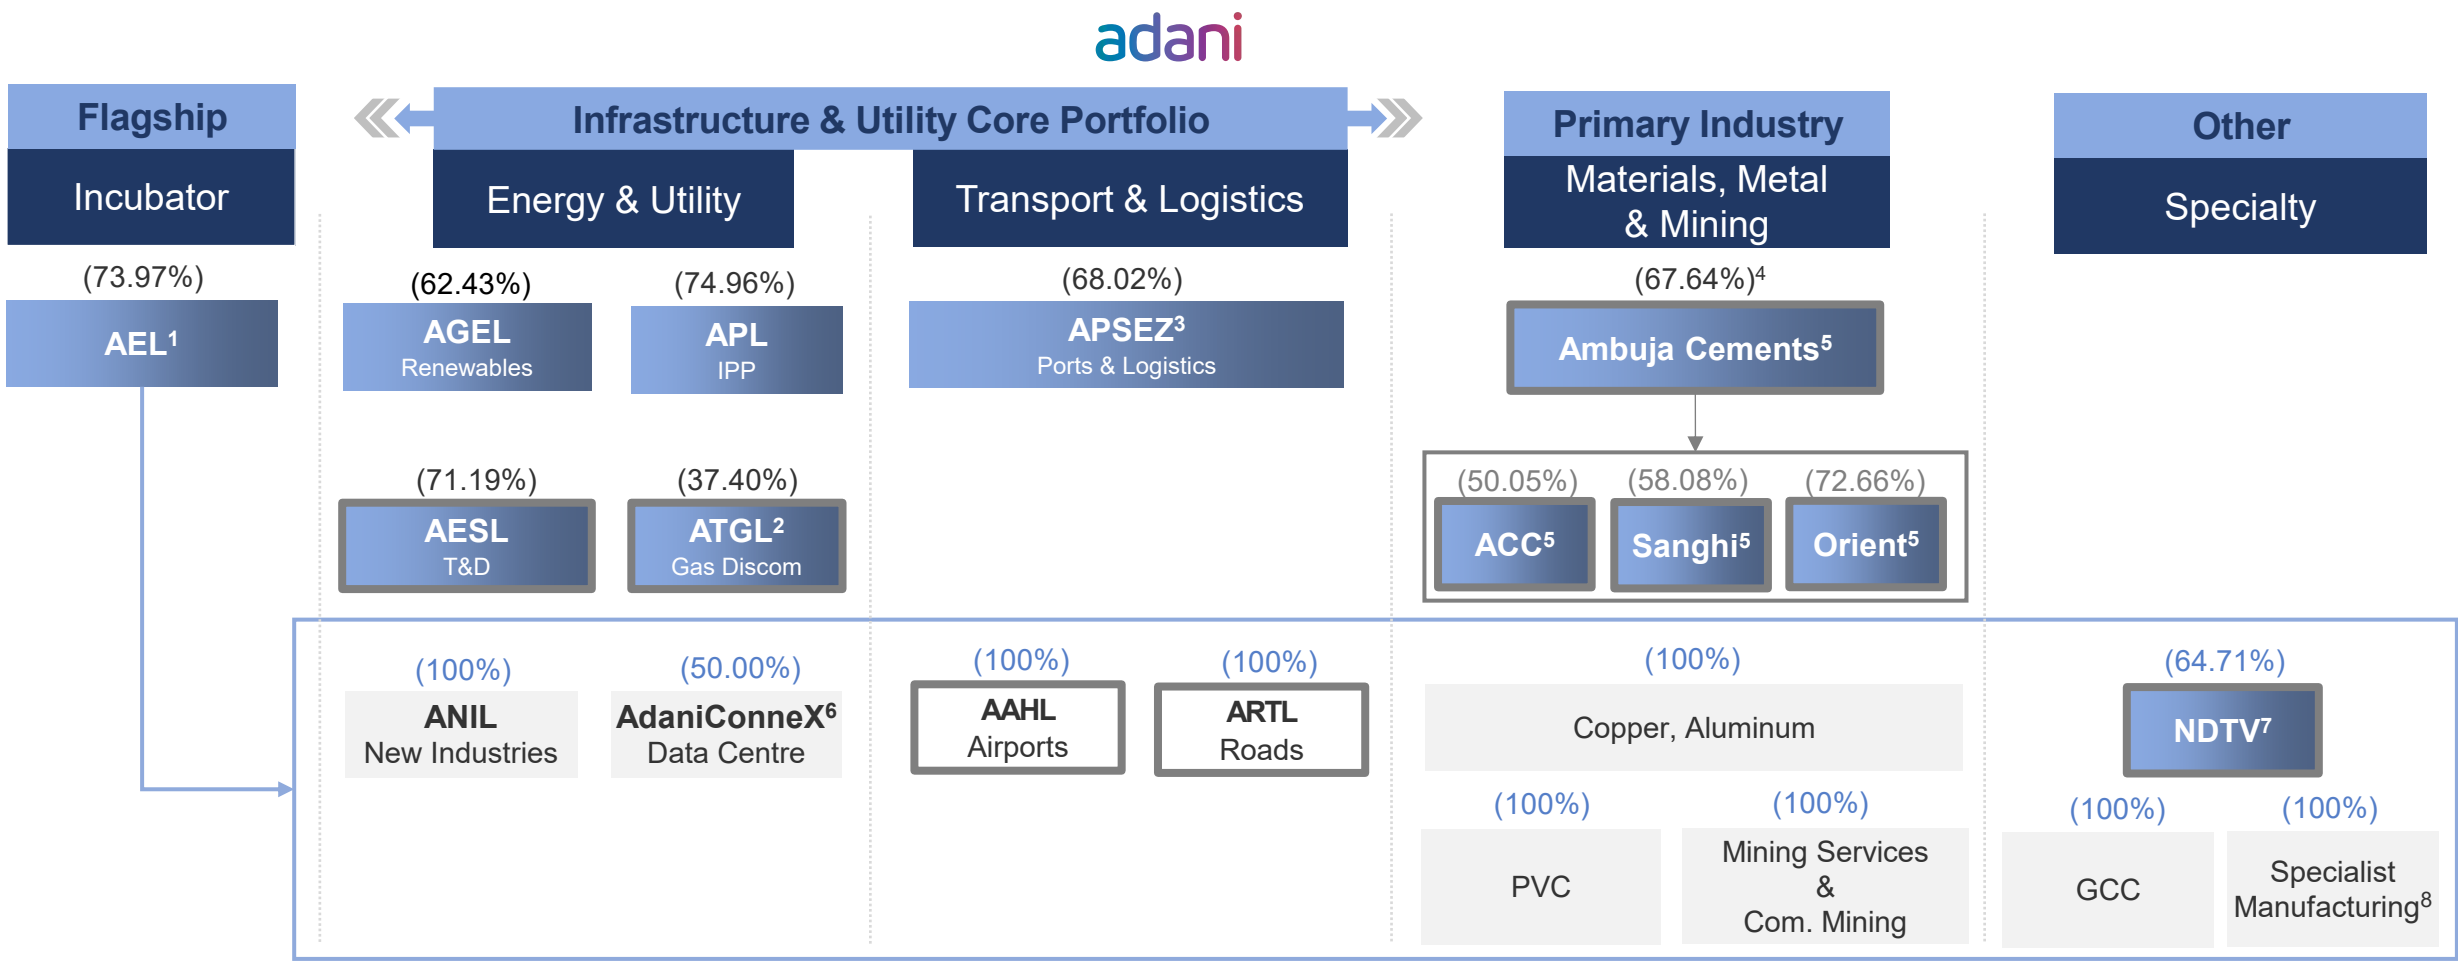 adani
Flagship
Incubator
(73.97%)
AEL1
Infrastructure & Utility Core Portfolio
Energy & Utility
(62.43%)
AGEL
Renewables
(74.96%)
APL
IPP
(71.19%)
AESL
T&D
(37.40%)
ATGL2
Gas Discom
Transport & Logistics
(68.02%)
APSEZ3
Ports & Logistics
Primary Industry
Materials, Metal
& Mining
(67.64%)4
Ambuja Cements5
(50.05%)
ACC5
(58.08%)
Sanghi5
(72.66%)
Orient5
Other
Specialty
(100%)
ANIL
New Industries
(50.00%)
AdaniConneX6
Data Centre
(100%)
AAHL
Airports
(100%)
ARTL
Roads
(100%)
Copper, Aluminum
(100%)
PVC
(100%)
Mining Services
&
Com. Mining
(64.71%)
NDTV7
(100%)
GCC
(100%)
Specialist
Manufacturing8